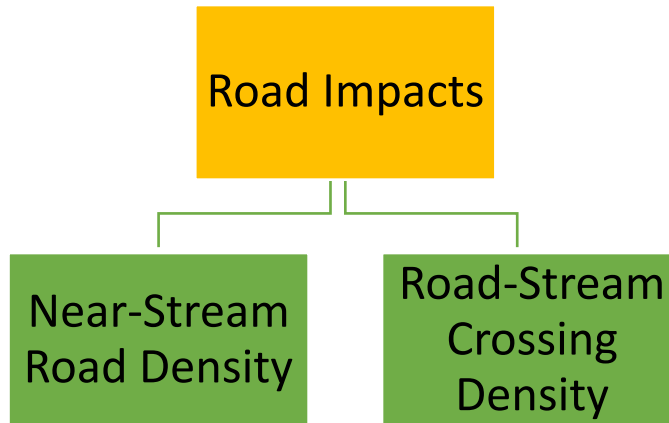 Road Impacts
Near-Stream
Road Density
Road-Stream
Crossing
Density